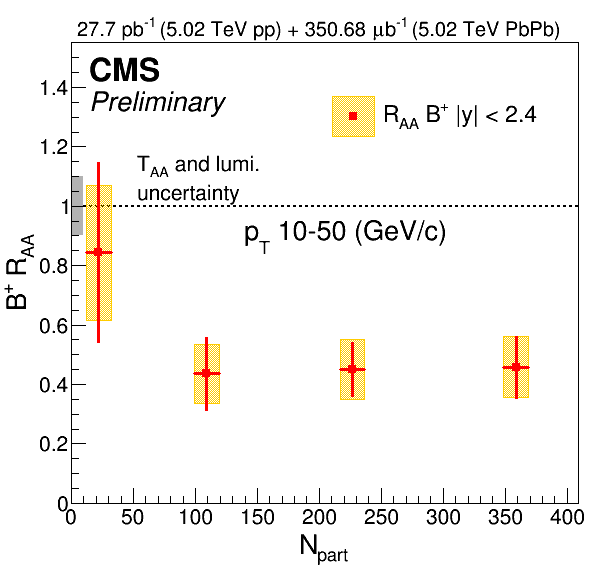 27.7 pb⁻¹ (5.02 TeV pp) + 350.68 μb⁻¹ (5.02 TeV PbPb)
CMS
Preliminary
R_AA B⁺ |y| < 2.4
T_AA and lumi.
uncertainty
p_T 10-50 (GeV/c)
B⁺ R_AA
1.4
1.2
1
0.8
0.6
0.4
0.2
0
0 50 100 150 200 250 300 350 400
N_part